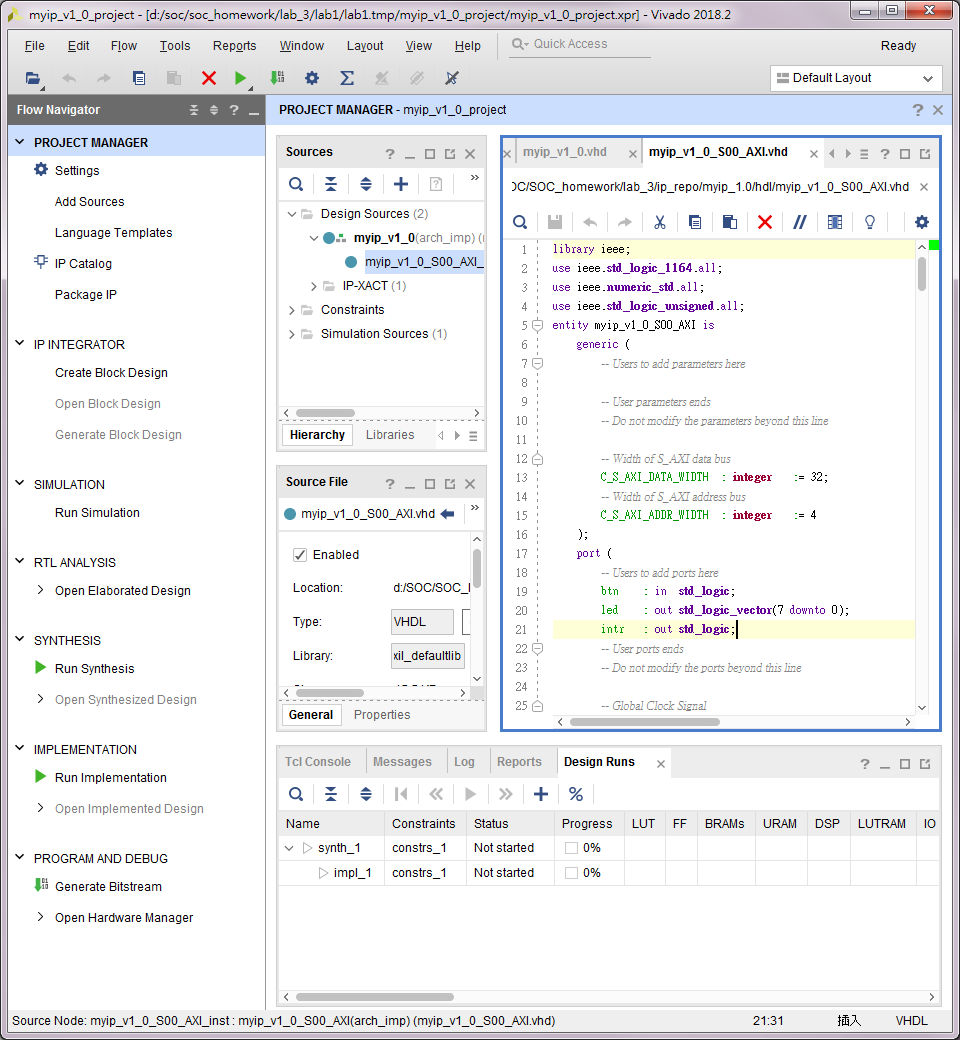 myip_v1_0_project - [d:/soc/soc_homework/lab_3/lab1/lab1.tmp/myip_v1_0_project/myip_v1_0_project.xpr] - Vivado 2018.2
File Edit Flow Tools Reports Window Layout View Help Quick Access Ready
Default Layout
Flow Navigator
PROJECT MANAGER - myip_v1_0_project
PROJECT MANAGER
Settings
Add Sources
Language Templates
IP Catalog
Package IP
IP INTEGRATOR
Create Block Design
Open Block Design
Generate Block Design
SIMULATION
Run Simulation
RTL ANALYSIS
Open Elaborated Design
SYNTHESIS
Run Synthesis
Open Synthesized Design
IMPLEMENTATION
Run Implementation
Open Implemented Design
PROGRAM AND DEBUG
Generate Bitstream
Open Hardware Manager
Sources
Design Sources (2)
myip_v1_0(arch_imp) (
myip_v1_0_S00_AXI_
IP-XACT (1)
Constraints
Simulation Sources (1)
Hierarchy Libraries
Source File
myip_v1_0_S00_AXI.vhd
Enabled
Location: d:/SOC/SOC_
Type: VHDL
Library: xil_defaultlib
General Properties
myip_v1_0.vhd myip_v1_0_S00_AXI.vhd
OC/SOC_homework/lab_3/ip_repo/myip_1.0/hdl/myip_v1_0_S00_AXI.vhd
1 library ieee;
2 use ieee.std_logic_1164.all;
3 use ieee.numeric_std.all;
4 use ieee.std_logic_unsigned.all;
5 entity myip_v1_0_S00_AXI is
6 generic (
7 -- Users to add parameters here
8
9 -- User parameters ends
10 -- Do not modify the parameters beyond this line
11
12 -- Width of S_AXI data bus
13 C_S_AXI_DATA_WIDTH : integer := 32;
14 -- Width of S_AXI address bus
15 C_S_AXI_ADDR_WIDTH : integer := 4
16 );
17 port (
18 -- Users to add ports here
19 btn : in std_logic;
20 led : out std_logic_vector(7 downto 0);
21 intr : out std_logic;
22 -- User ports ends
23 -- Do not modify the ports beyond this line
24
25 -- Global Clock Signal
Tcl Console Messages Log Reports Design Runs
Name Constraints Status Progress LUT FF BRAMs URAM DSP LUTRAM IO
synth_1 constrs_1 Not started 0%
impl_1 constrs_1 Not started 0%
Source Node: myip_v1_0_S00_AXI_inst : myip_v1_0_S00_AXI(arch_imp) (myip_v1_0_S00_AXI.vhd) 21:31 插入 VHDL